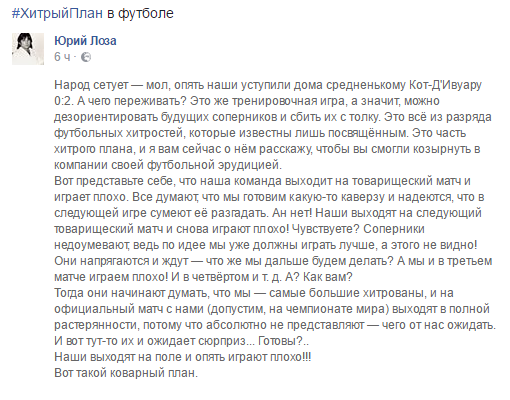 #ХитрыйПлан в футболе
Юрий Лоза
6 ч ·
Народ сетует — мол, опять наши уступили дома средненькому Кот-Д'Ивуару
0:2. А чего переживать? Это же тренировочная игра, а значит, можно
дезориентировать будущих соперников и сбить их с толку. Это всё из разряда
футбольных хитростей, которые известны лишь посвящённым. Это часть
хитрого плана, и я вам сейчас о нём расскажу, чтобы вы смогли козырнуть в
компании своей футбольной эрудицией.
Вот представьте себе, что наша команда выходит на товарищеский матч и
играет плохо. Все думают, что мы готовим какую-то каверзу и надеются, что в
следующей игре сумеют её разгадать. Ан нет! Наши выходят на следующий
товарищеский матч и снова играют плохо! Чувствуете? Соперники
недоумевают, ведь по идее мы уже должны играть лучше, а этого не видно!
Они напрягаются и ждут — что же мы дальше будем делать? А мы и в третьем
матче играем плохо! И в четвёртом и т. д. А? Как вам?
Тогда они начинают думать, что мы — самые большие хитрованы, и на
официальный матч с нами (допустим, на чемпионате мира) выходят в полной
растерянности, потому что абсолютно не представляют — чего от нас ожидать.
И вот тут-то их и ожидает сюрприз... Готовы?..
Наши выходят на поле и опять играют плохо!!!
Вот такой коварный план.